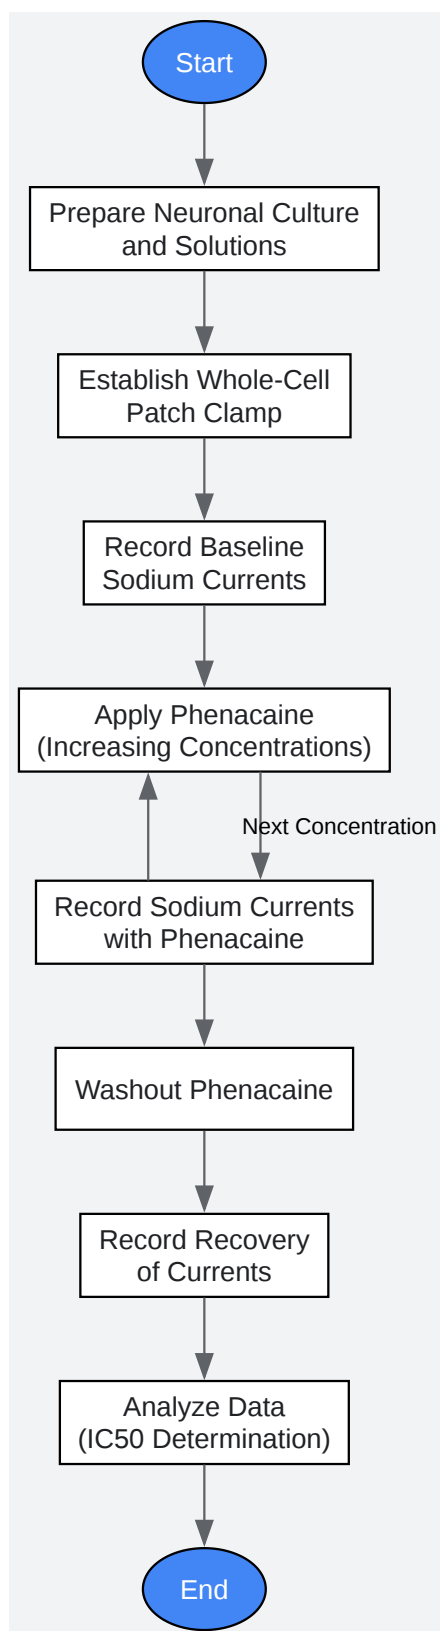 Start
Prepare Neuronal Culture
and Solutions
Establish Whole-Cell
Patch Clamp
Record Baseline
Sodium Currents
Apply Phenacaine
(Increasing Concentrations)
Next Concentration
Record Sodium Currents
with Phenacaine
Washout Phenacaine
Record Recovery
of Currents
Analyze Data
(IC50 Determination)
End